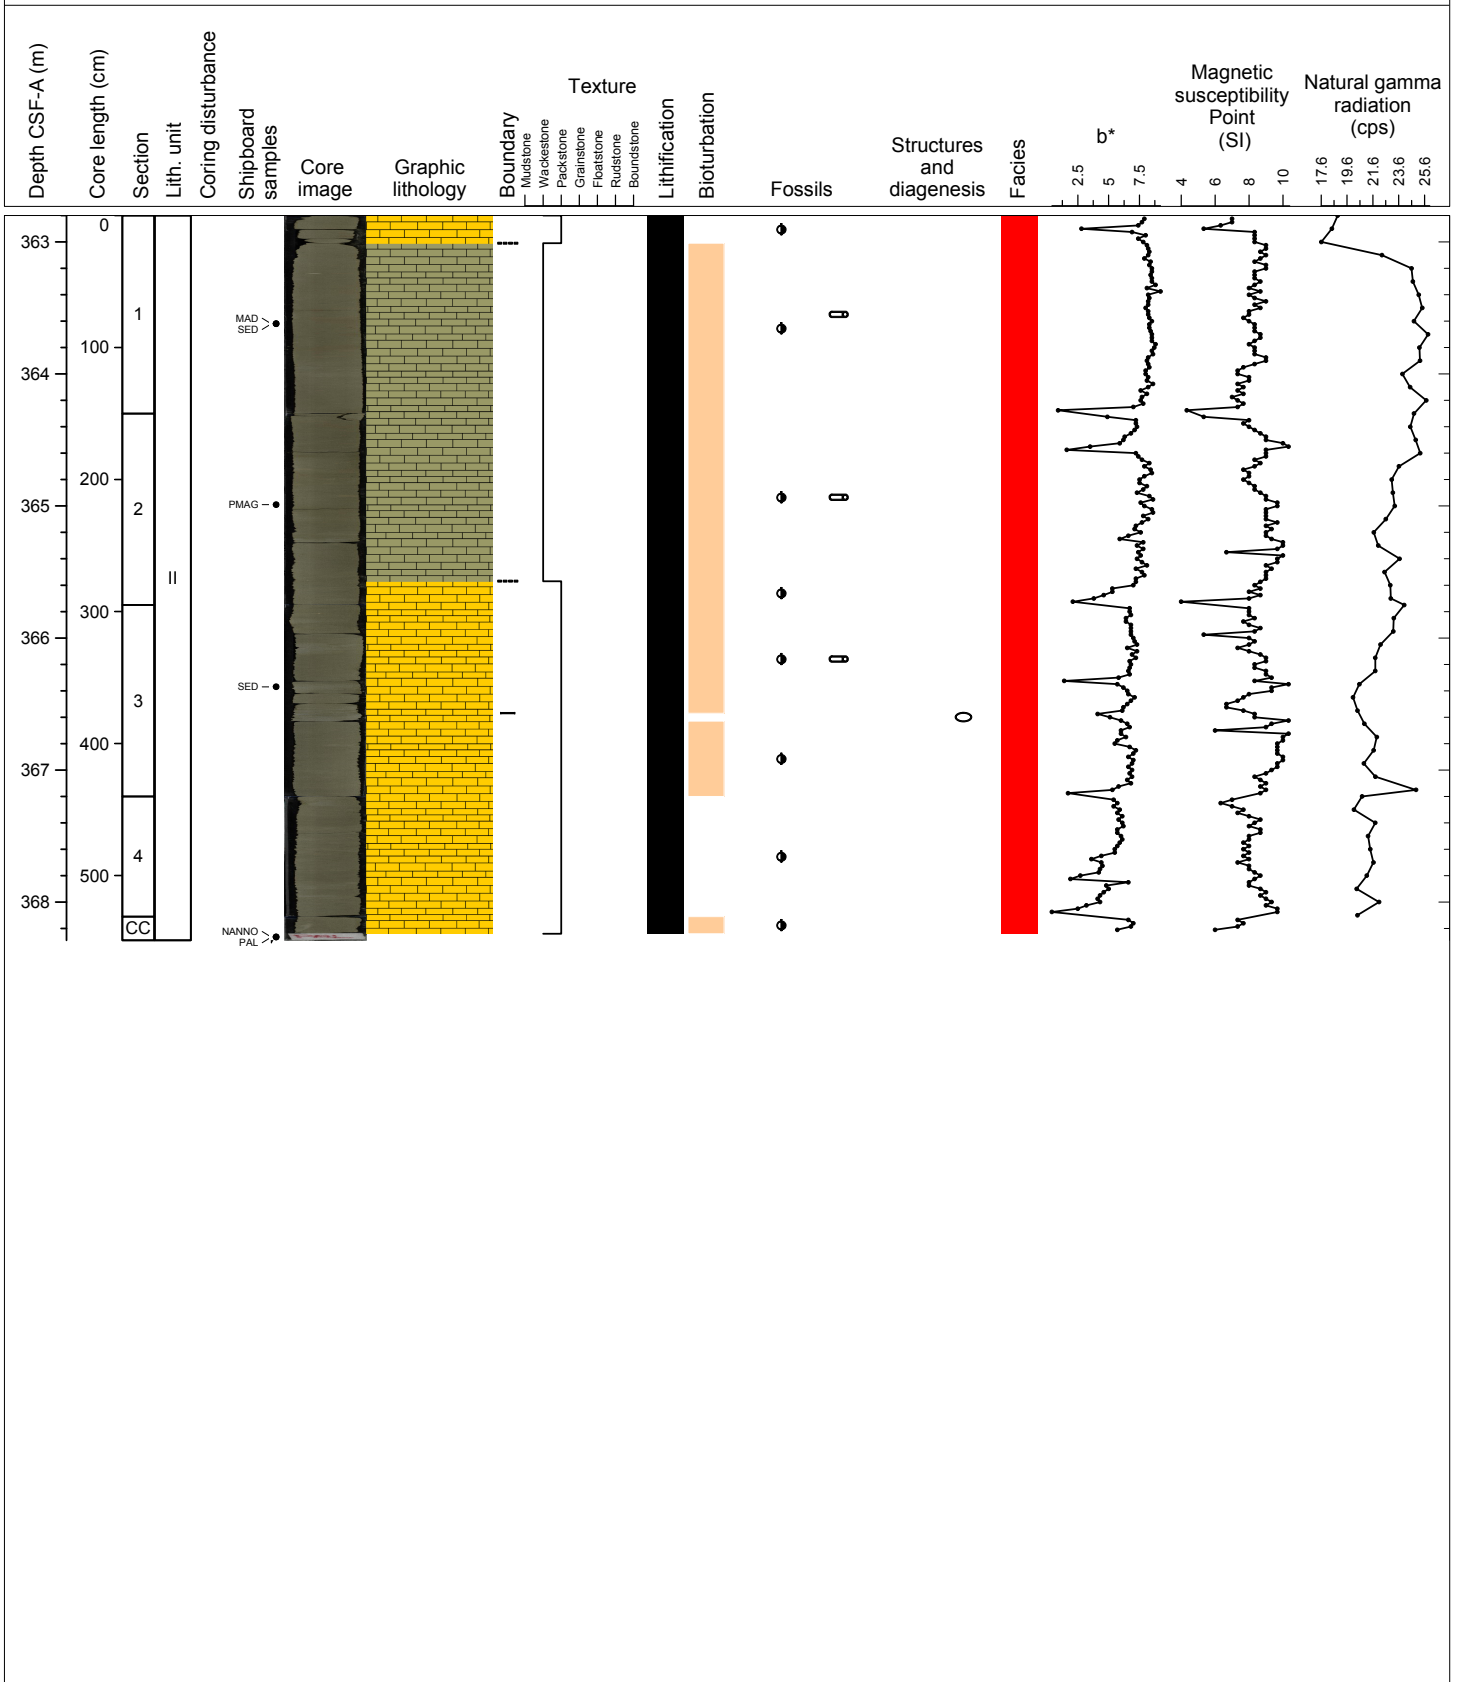 Depth CSF-A (m)
Core length (cm)
Section
Lith. unit
Coring disturbance
Shipboard
samples
Core
image
Graphic
lithology
Boundary
Texture
Mudstone
Wackestone
Packstone
Grainstone
Floatstone
Rudstone
Boundstone
Lithification
Bioturbation
Fossils
Structures
and
diagenesis
Facies
b*
2.5 5 7.5
Magnetic
susceptibility
Point
(SI)
4 6 8 10
Natural gamma
radiation
(cps)
17.6 19.6 21.6 23.6 25.6
0
363
1
MAD
SED
100
364
200
365
2
PMAG
II
300
366
3
SED
400
367
4
500
368
CC
NANNO
PAL